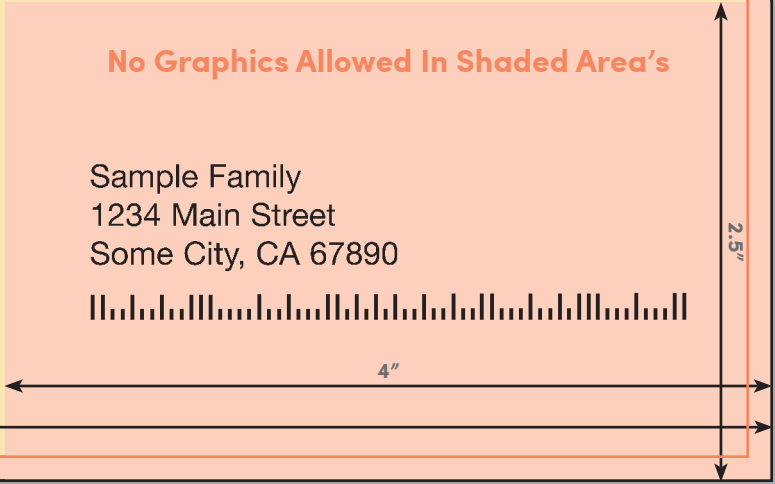 No Graphics Allowed In Shaded Area’s
Sample Family
1234 Main Street
Some City, CA 67890
2.5”
4”